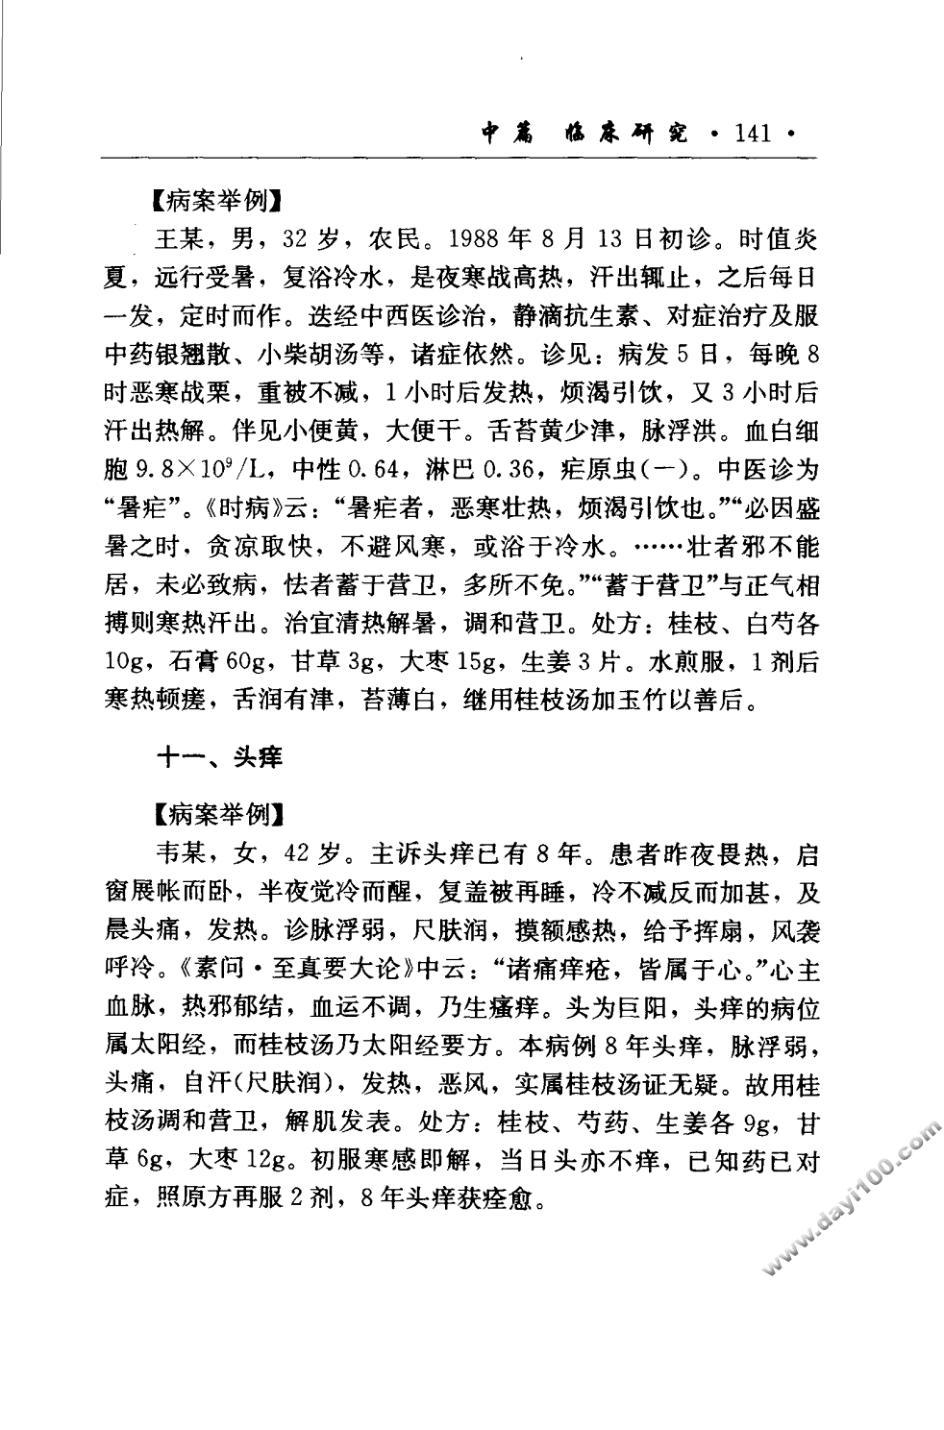 中篇 临床研究 · 141 ·
【病案举例】
王某，男，32 岁，农民。1988 年 8 月 13 日初诊。时值炎
夏，远行受暑，复浴冷水，是夜寒战高热，汗出辄止，之后每日
一发，定时而作。迭经中西医诊治，静滴抗生素、对症治疗及服
中药银翘散、小柴胡汤等，诸症依然。诊见：病发 5 日，每晚 8
时恶寒战栗，重被不减，1 小时后发热，烦渴引饮，又 3 小时后
汗出热解。伴见小便黄，大便干。舌苔黄少津，脉浮洪。血白细
胞 9.8×10⁹/L，中性 0.64，淋巴 0.36，疟原虫(一)。中医诊为
“暑疟”。《时病》云：“暑疟者，恶寒壮热，烦渴引饮也。”“必因盛
暑之时，贪凉取快，不避风寒，或浴于冷水。……壮者邪不能
居，未必致病，怯者蓄于营卫，多所不免。”“蓄于营卫”与正气相
搏则寒热汗出。治宜清热解暑，调和营卫。处方：桂枝、白芍各
10g，石膏 60g，甘草 3g，大枣 15g，生姜 3 片。水煎服，1 剂后
寒热顿瘥，舌润有津，苔薄白，继用桂枝汤加玉竹以善后。
十一、头痒
【病案举例】
韦某，女，42 岁。主诉头痒已有 8 年。患者昨夜畏热，启
窗展帐而卧，半夜觉冷而醒，复盖被再睡，冷不减反而加甚，及
晨头痛，发热。诊脉浮弱，尺肤润，摸额感热，给予挥扇，风袭
呼冷。《素问·至真要大论》中云：“诸痛痒疮，皆属于心。”心主
血脉，热邪郁结，血运不调，乃生瘙痒。头为巨阳，头痒的病位
属太阳经，而桂枝汤乃太阳经要方。本病例 8 年头痒，脉浮弱，
头痛，自汗(尺肤润)，发热，恶风，实属桂枝汤证无疑。故用桂
枝汤调和营卫，解肌发表。处方：桂枝、芍药、生姜各 9g，甘
草 6g，大枣 12g。初服寒感即解，当日头亦不痒，已知药已对
症，照原方再服 2 剂，8 年头痒获痊愈。
www.dayi100.com